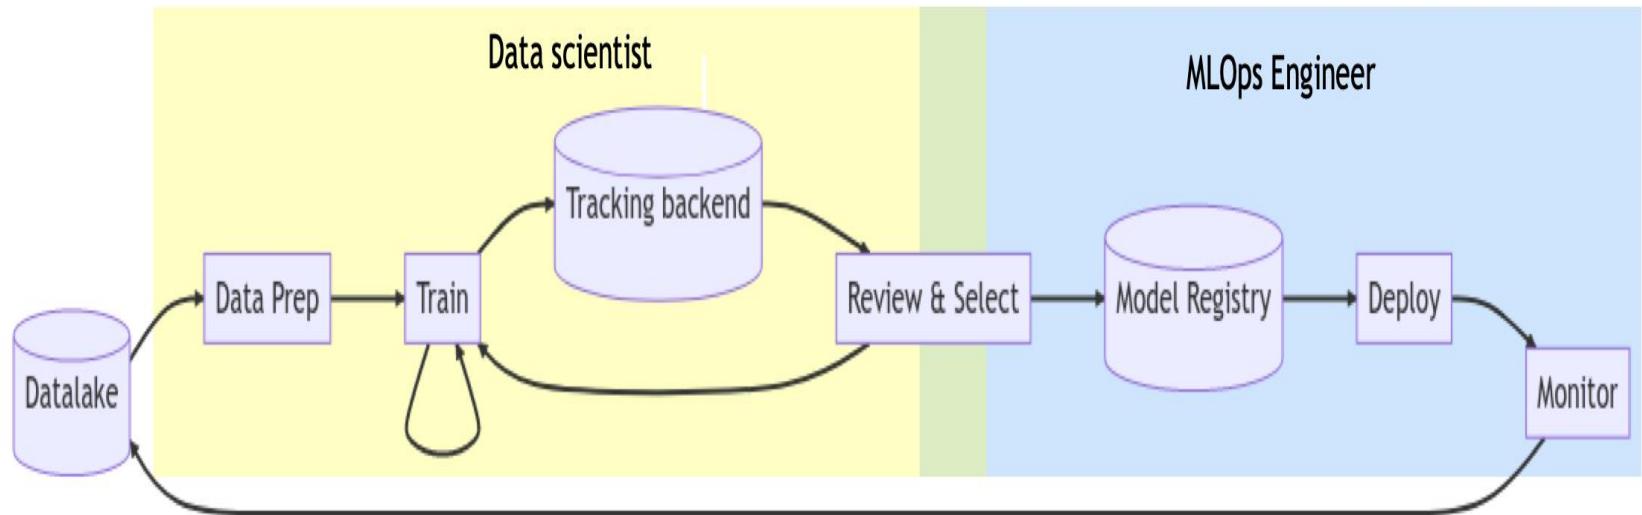 Data scientist
MLOps Engineer
Tracking backend
Data Prep
Train
Review & Select
Model Registry
Deploy
Datalake
Monitor